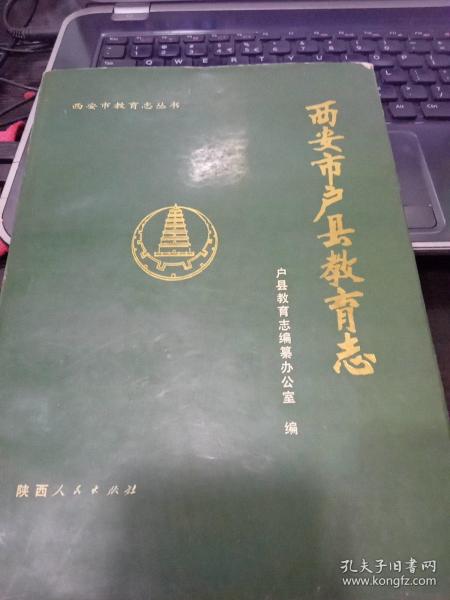 西安市教育志丛书
西安市户县教育志
户县教育志编纂办公室 编
陕西人民出版社
孔夫子旧书网
www.kongfz.com